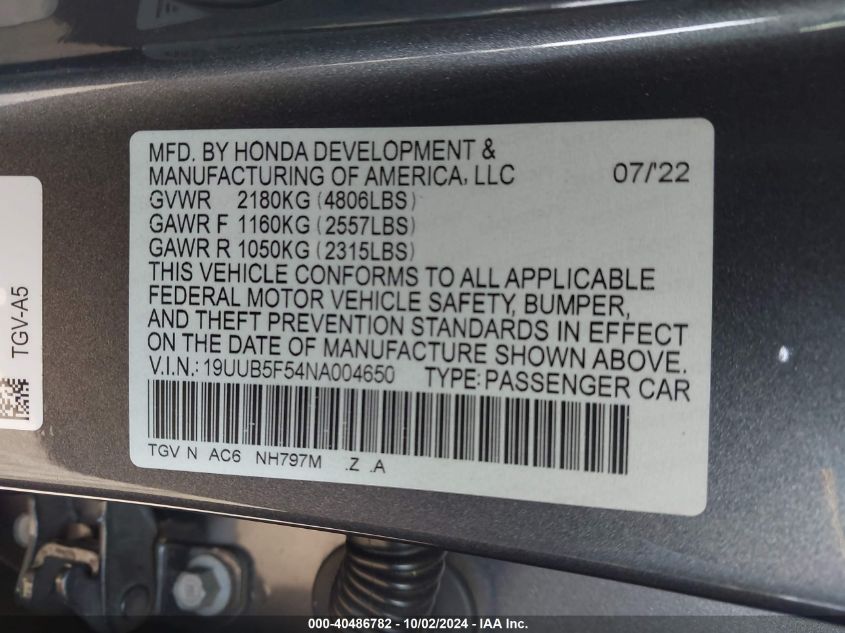 MFD. BY HONDA DEVELOPMENT &
MANUFACTURING OF AMERICA, LLC 07/'22
GVWR 2180KG (4806LBS)
GAWR F 1160KG (2557LBS)
GAWR R 1050KG (2315LBS)
THIS VEHICLE CONFORMS TO ALL APPLICABLE
FEDERAL MOTOR VEHICLE SAFETY, BUMPER,
AND THEFT PREVENTION STANDARDS IN EFFECT
ON THE DATE OF MANUFACTURE SHOWN ABOVE.
V.I.N.: 19UUB5F54NA004650 TYPE: PASSENGER CAR
TGV N AC6 NH797M .Z .A
TGV-A5
000-40486782 - 10/02/2024 - IAA Inc.